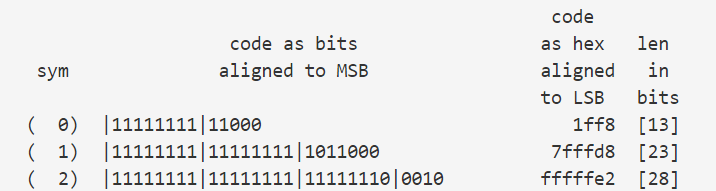 code
code as bits as hex len
sym aligned to MSB aligned in
to LSB bits
( 0) |11111111|11000 1ff8 [13]
( 1) |11111111|11111111|1011000 7fffd8 [23]
( 2) |11111111|11111111|11111110|0010 fffffe2 [28]